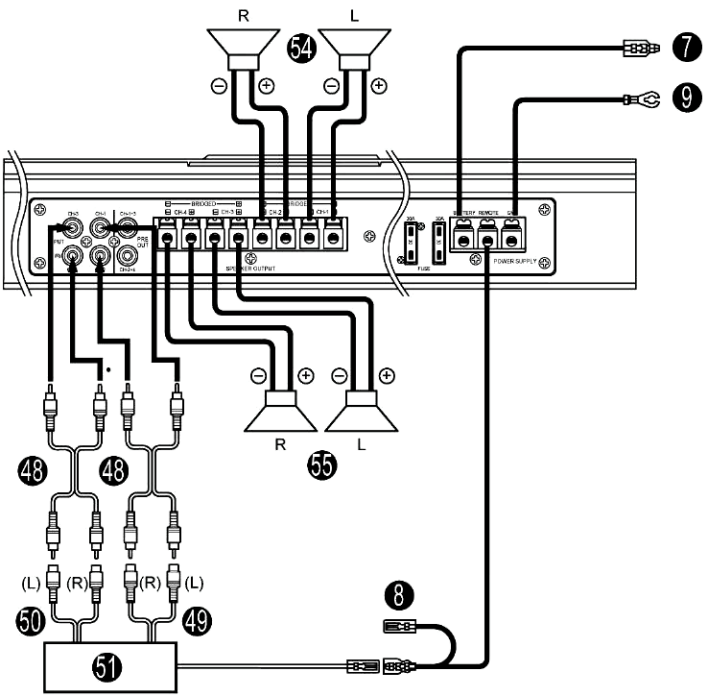 R L
54
7
⊖ ⊕ ⊖ ⊕
9
BRIDGED
CH-4 CH-3 CH-2 CH-1
BATTERY REMOTE
PRE OUT
SPEAKER OUTPUT
FUSE
POWER SUPPLY
⊖ ⊕ ⊖ ⊕
R L
55
48 48
(L) (R) (R) (L)
8
50 49
51